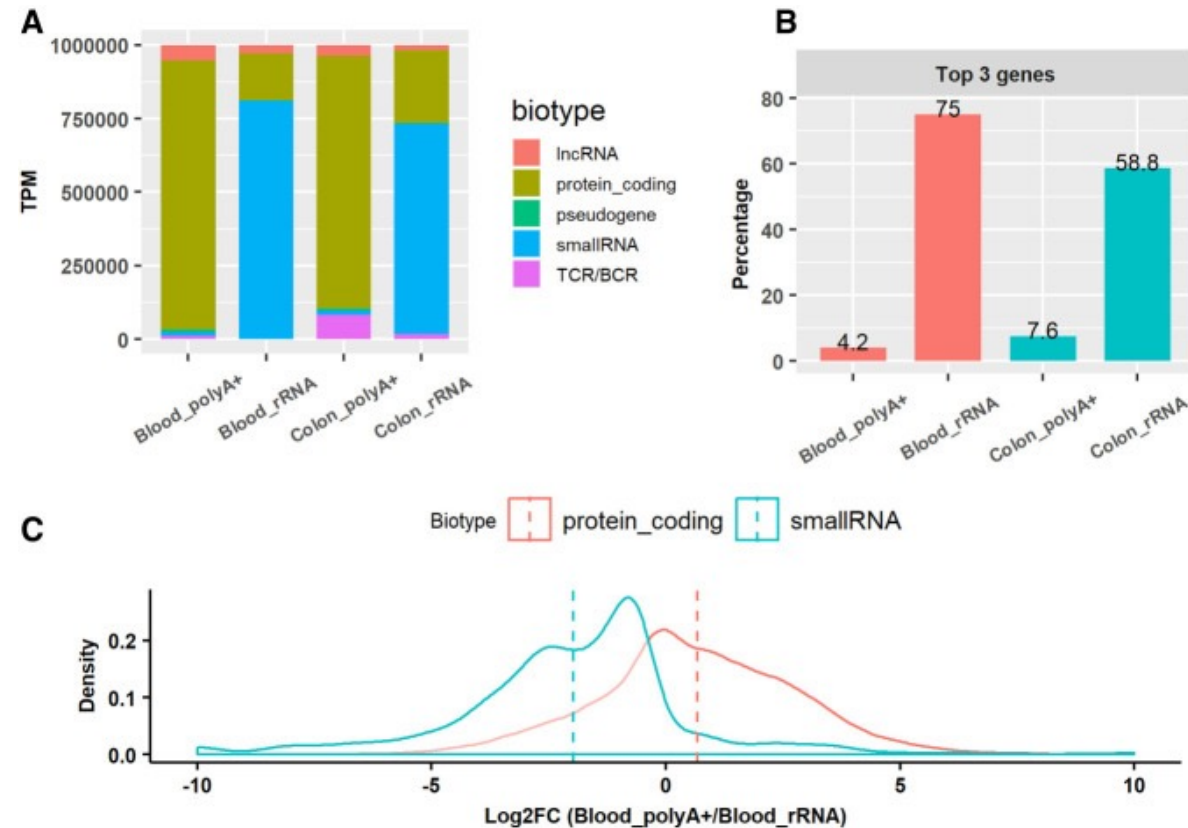 A
TPM
1000000
750000
500000
250000
0
Blood_polyA+
Blood_rRNA
Colon_polyA+
Colon_rRNA
biotype
lncRNA
protein_coding
pseudogene
smallRNA
TCR/BCR
B
Top 3 genes
Percentage
80
60
40
20
0
4.2
75
7.6
58.8
Blood_polyA+
Blood_rRNA
Colon_polyA+
Colon_rRNA
C
Biotype protein_coding smallRNA
Density
0.2
0.1
0.0
-10 -5 0 5 10
Log2FC (Blood_polyA+/Blood_rRNA)